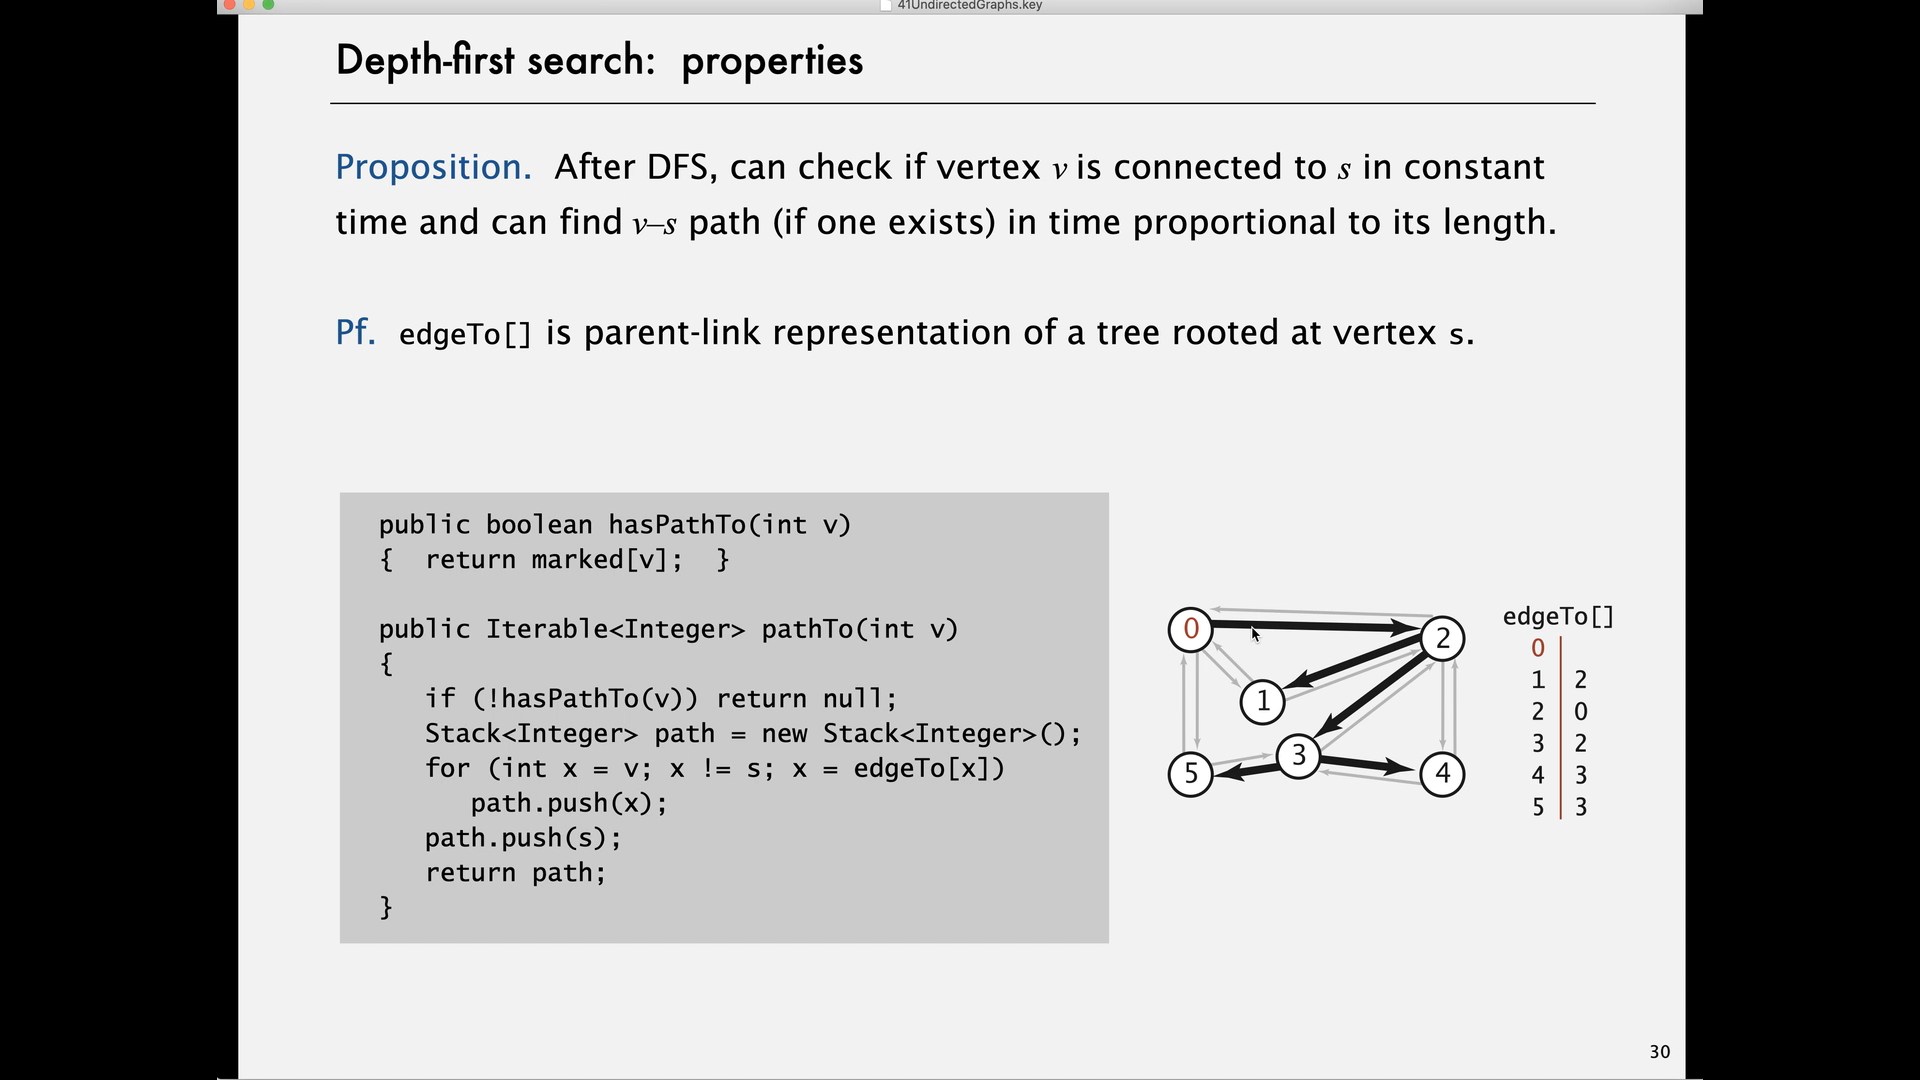 41UndirectedGraphs.key
Depth-first search: properties
Proposition. After DFS, can check if vertex v is connected to s in constant
time and can find v–s path (if one exists) in time proportional to its length.
Pf. edgeTo[] is parent-link representation of a tree rooted at vertex s.
public boolean hasPathTo(int v)
{ return marked[v]; }
public Iterable<Integer> pathTo(int v)
{
if (!hasPathTo(v)) return null;
Stack<Integer> path = new Stack<Integer>();
for (int x = v; x != s; x = edgeTo[x])
path.push(x);
path.push(s);
return path;
}
0
2
1
3
5
4
edgeTo[]
0
1 2
2 0
3 2
4 3
5 3
30